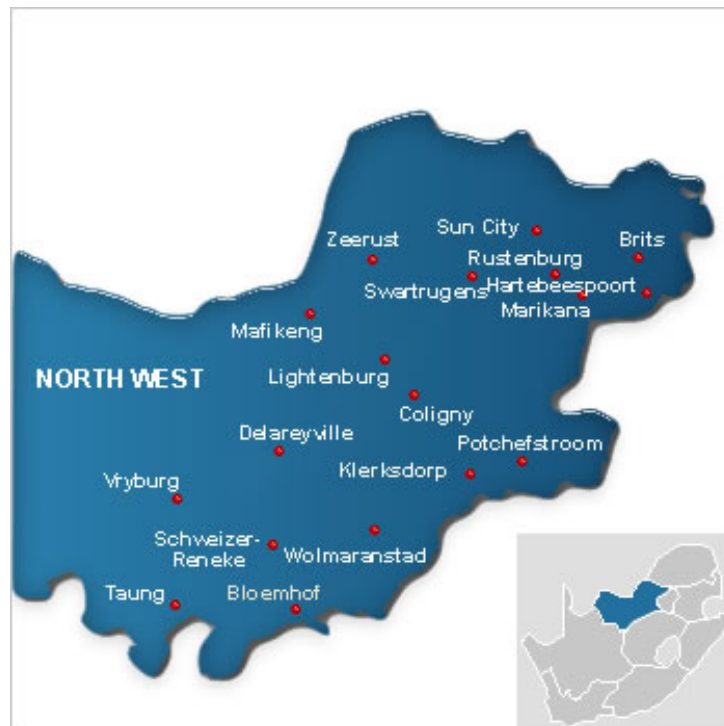 Sun City
Zeerust
Brits
Rustenburg
Swartrugens
Hartebeespoort
Marikana
Mafikeng
NORTH WEST
Lightenburg
Coligny
Delareyville
Potchefstroom
Klerksdorp
Vryburg
Schweizer-
Reneke
Wolmaranstad
Taung
Bloemhof